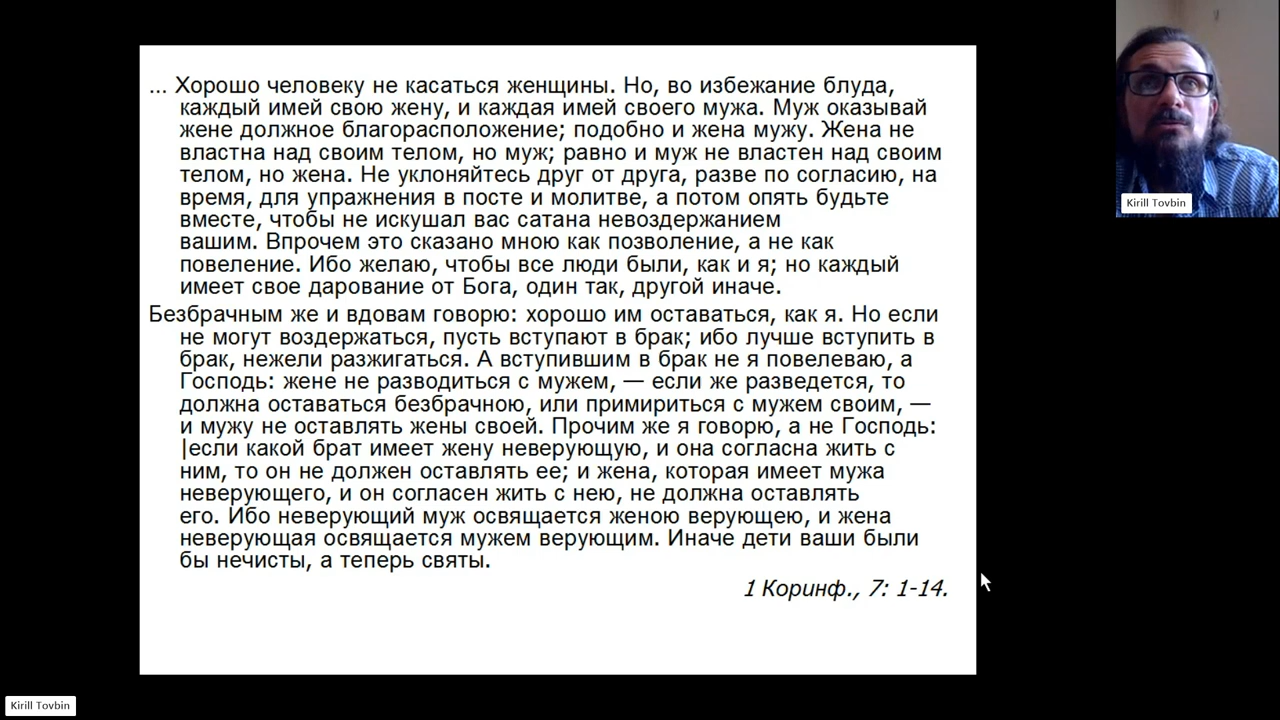 ... Хорошо человеку не касаться женщины. Но, во избежание блуда,
каждый имей свою жену, и каждая имей своего мужа. Муж оказывай
жене должное благорасположение; подобно и жена мужу. Жена не
властна над своим телом, но муж; равно и муж не властен над своим
телом, но жена. Не уклоняйтесь друг от друга, разве по согласию, на
время, для упражнения в посте и молитве, а потом опять будьте
вместе, чтобы не искушал вас сатана невоздержанием
вашим. Впрочем это сказано мною как позволение, а не как
повеление. Ибо желаю, чтобы все люди были, как и я; но каждый
имеет свое дарование от Бога, один так, другой иначе.
Безбрачным же и вдовам говорю: хорошо им оставаться, как я. Но если
не могут воздержаться, пусть вступают в брак; ибо лучше вступить в
брак, нежели разжигаться. А вступившим в брак не я повелеваю, а
Господь: жене не разводиться с мужем, — если же разведется, то
должна оставаться безбрачною, или примириться с мужем своим, —
и мужу не оставлять жены своей. Прочим же я говорю, а не Господь:
|если какой брат имеет жену неверующую, и она согласна жить с
ним, то он не должен оставлять ее; и жена, которая имеет мужа
неверующего, и он согласен жить с нею, не должна оставлять
его. Ибо неверующий муж освящается женою верующею, и жена
неверующая освящается мужем верующим. Иначе дети ваши были
бы нечисты, а теперь святы.
1 Коринф., 7: 1-14.
Kirill Tovbin
Kirill Tovbin